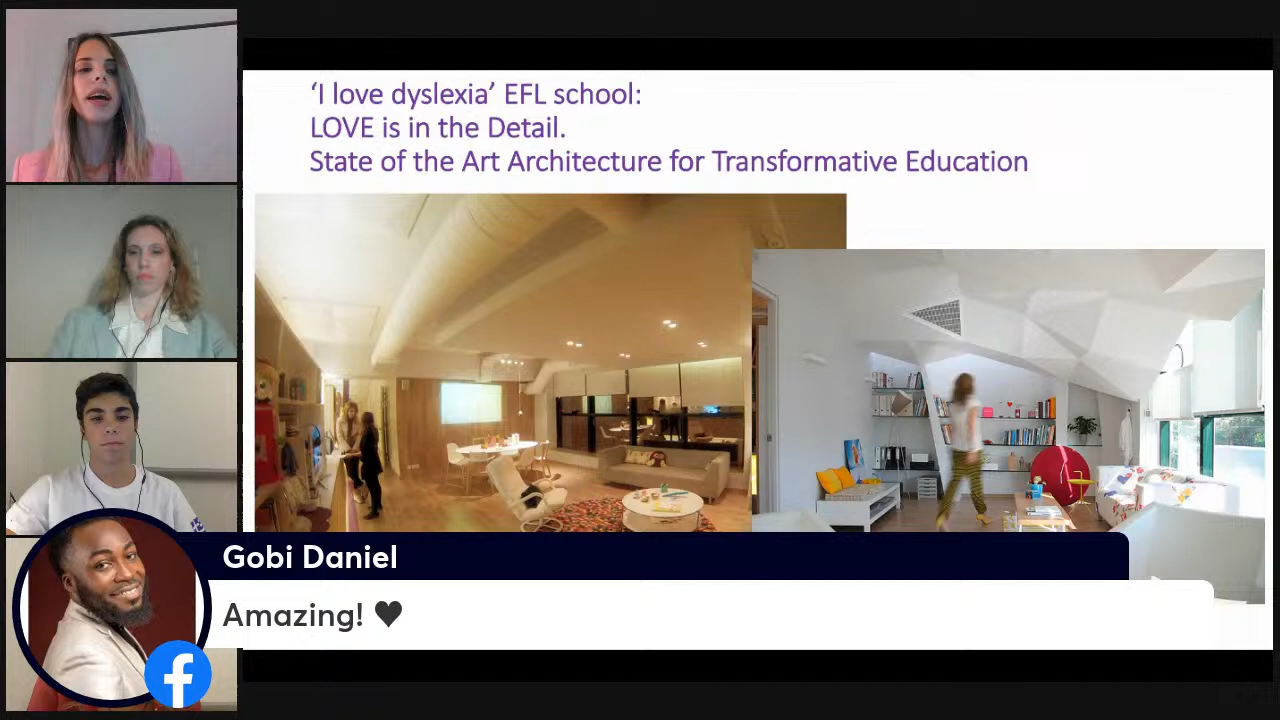 ‘I love dyslexia’ EFL school:
LOVE is in the Detail.
State of the Art Architecture for Transformative Education
Gobi Daniel
Amazing! ♥